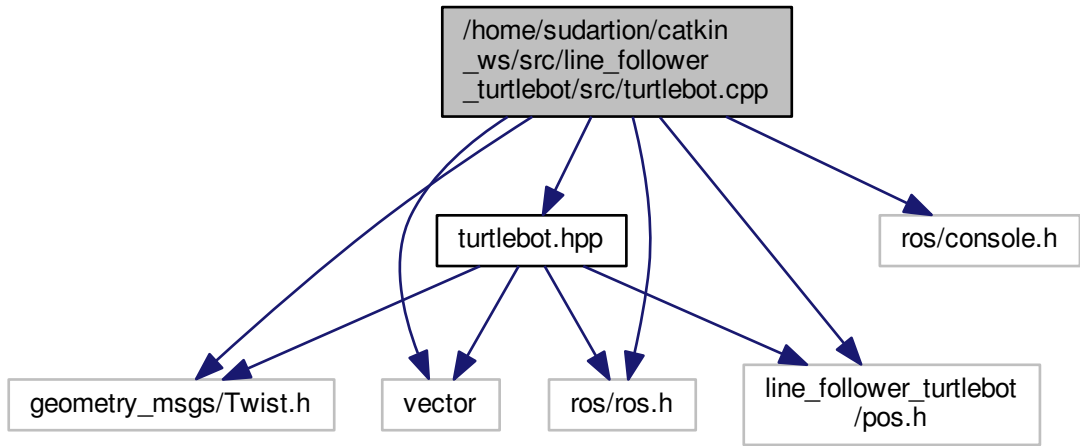 /home/sudartion/catkin
_ws/src/line_follower
_turtlebot/src/turtlebot.cpp
turtlebot.hpp
ros/console.h
geometry_msgs/Twist.h
vector
ros/ros.h
line_follower_turtlebot
/pos.h